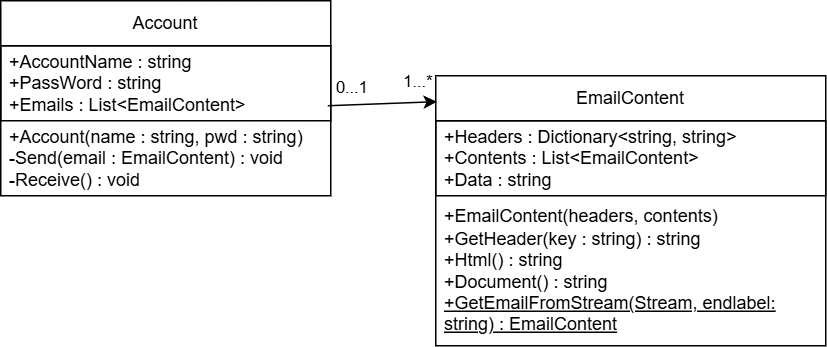 Account
+AccountName : string
+PassWord : string
+Emails : List<EmailContent>
+Account(name : string, pwd : string)
-Send(email : EmailContent) : void
-Receive() : void
0...1
1...*
EmailContent
+Headers : Dictionary<string, string>
+Contents : List<EmailContent>
+Data : string
+EmailContent(headers, contents)
+GetHeader(key : string) : string
+Html() : string
+Document() : string
+GetEmailFromStream(Stream, endlabel:
string) : EmailContent